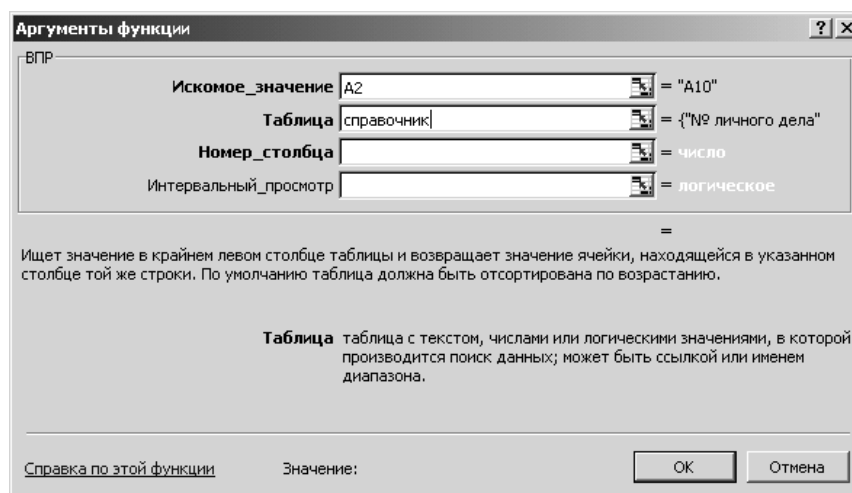 Аргументы функции
ВПР
Искомое_значение A2 = "A10"
Таблица справочник = {"№ личного дела"
Номер_столбца = число
Интервальный_просмотр = логическое
=
Ищет значение в крайнем левом столбце таблицы и возвращает значение ячейки, находящейся в указанном
столбце той же строки. По умолчанию таблица должна быть отсортирована по возрастанию.
Таблица таблица с текстом, числами или логическими значениями, в которой
производится поиск данных; может быть ссылкой или именем
диапазона.
Справка по этой функции Значение: OK Отмена